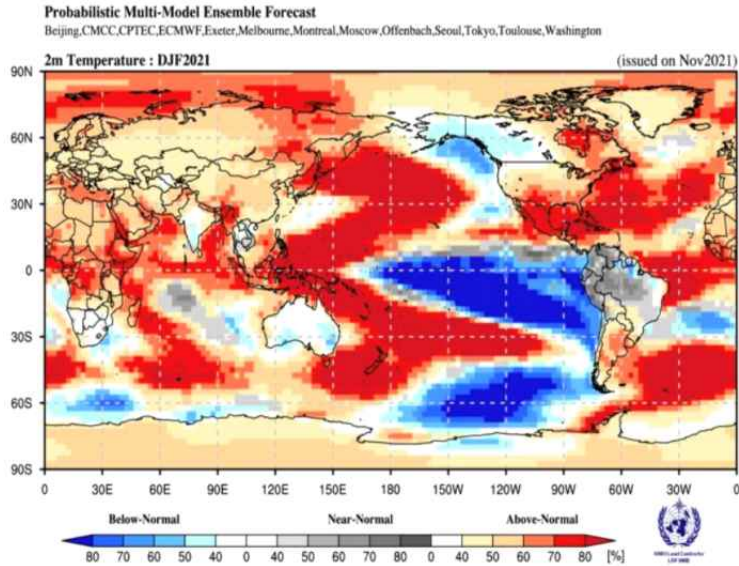 Probabilistic Multi-Model Ensemble Forecast
Beijing,CMCC,CPTEC,ECMWF,Exeter,Melbourne,Montreal,Moscow,Offenbach,Seoul,Tokyo,Toulouse,Washington
2m Temperature : DJF2021 (issued on Nov2021)
90N
60N
30N
0
30S
60S
90S
0 30E 60E 90E 120E 150E 180 150W 120W 90W 60W 30W 0
Below-Normal Near-Normal Above-Normal
80 70 60 50 40 0 40 50 60 70 80 0 40 50 60 70 80 [%]